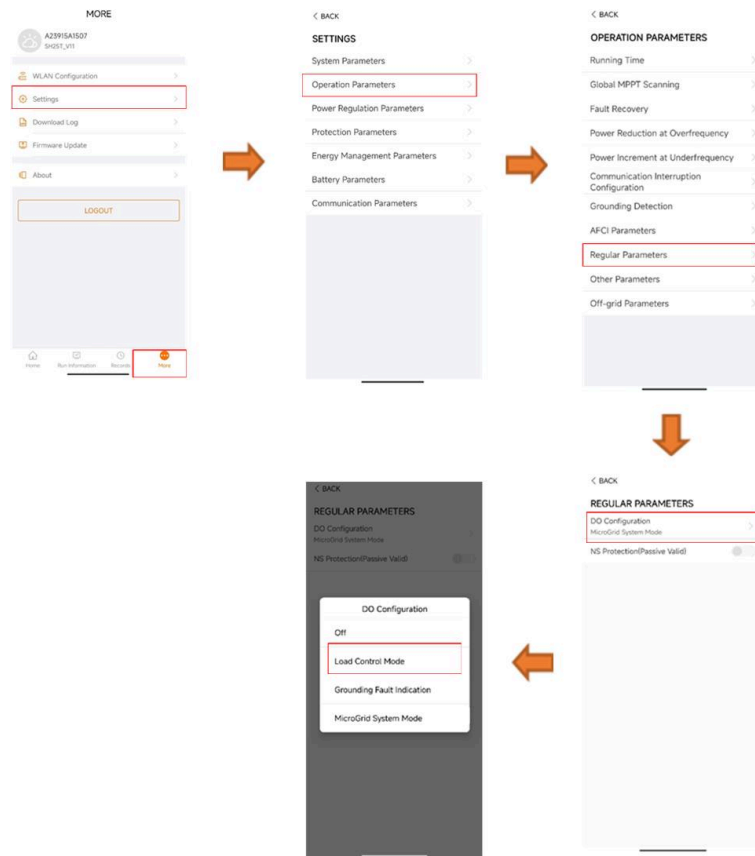 MORE
A2391SA1507
SH25T_V11
WLAN Configuration
Settings
Download Log
Firmware Update
About
LOGOUT
Home
Run Information
Records
More
< BACK
SETTINGS
System Parameters
Operation Parameters
Power Regulation Parameters
Protection Parameters
Energy Management Parameters
Battery Parameters
Communication Parameters
< BACK
OPERATION PARAMETERS
Running Time
Global MPPT Scanning
Fault Recovery
Power Reduction at Overfrequency
Power Increment at Underfrequency
Communication Interruption
Configuration
Grounding Detection
AFCI Parameters
Regular Parameters
Other Parameters
Off-grid Parameters
< BACK
REGULAR PARAMETERS
DO Configuration
MicroGrid System Mode
NS Protection(Passive Valid)
< BACK
REGULAR PARAMETERS
DO Configuration
MicroGrid System Mode
NS Protection(Passive Valid)
DO Configuration
Off
Load Control Mode
Grounding Fault Indication
MicroGrid System Mode